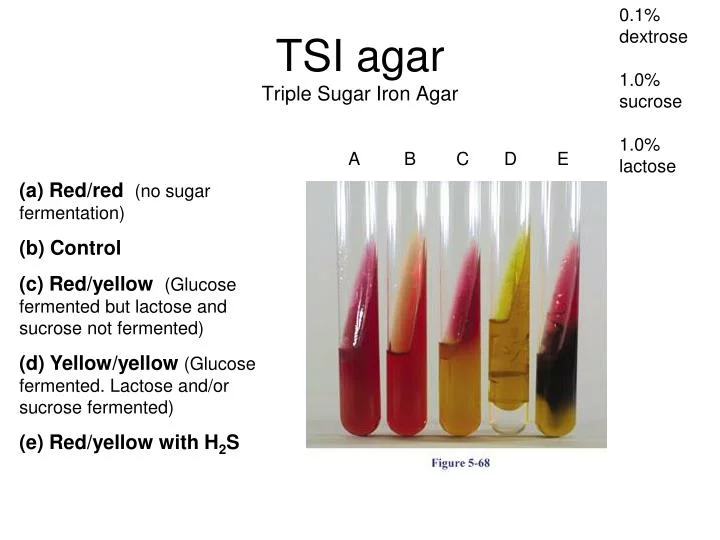 TSI agar
Triple Sugar Iron Agar
0.1%
dextrose
1.0%
sucrose
1.0%
lactose
A B C D E
(a) Red/red (no sugar
fermentation)
(b) Control
(c) Red/yellow (Glucose
fermented but lactose and
sucrose not fermented)
(d) Yellow/yellow (Glucose
fermented. Lactose and/or
sucrose fermented)
(e) Red/yellow with H₂S
Figure 5-68